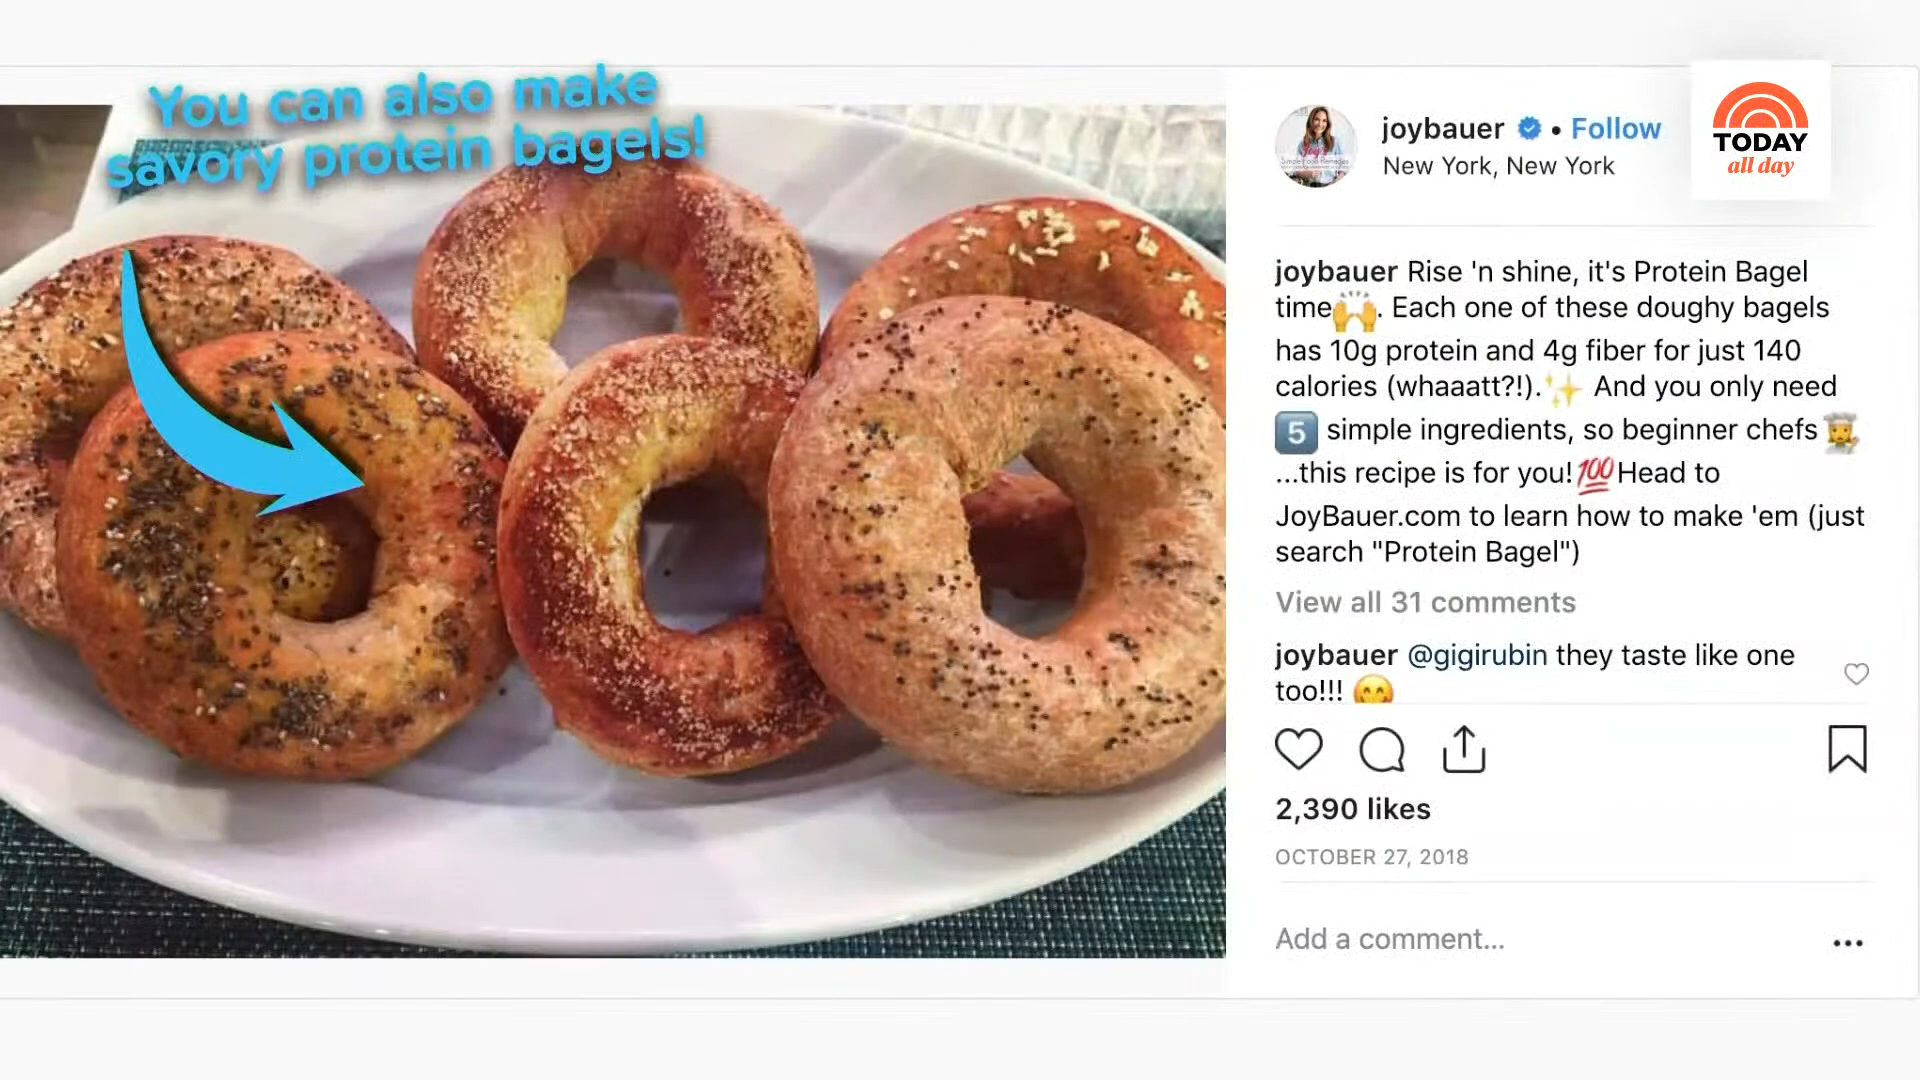 You can also make
savory protein bagels!
joybauer • Follow
New York, New York
TODAY
all day
joybauer Rise 'n shine, it's Protein Bagel
time🙌. Each one of these doughy bagels
has 10g protein and 4g fiber for just 140
calories (whaaatt?!).✨ And you only need
5️⃣ simple ingredients, so beginner chefs👩‍🍳
...this recipe is for you!💯Head to
JoyBauer.com to learn how to make 'em (just
search "Protein Bagel")
View all 31 comments
joybauer @gigirubin they taste like one
too!!! 😋
2,390 likes
OCTOBER 27, 2018
Add a comment...